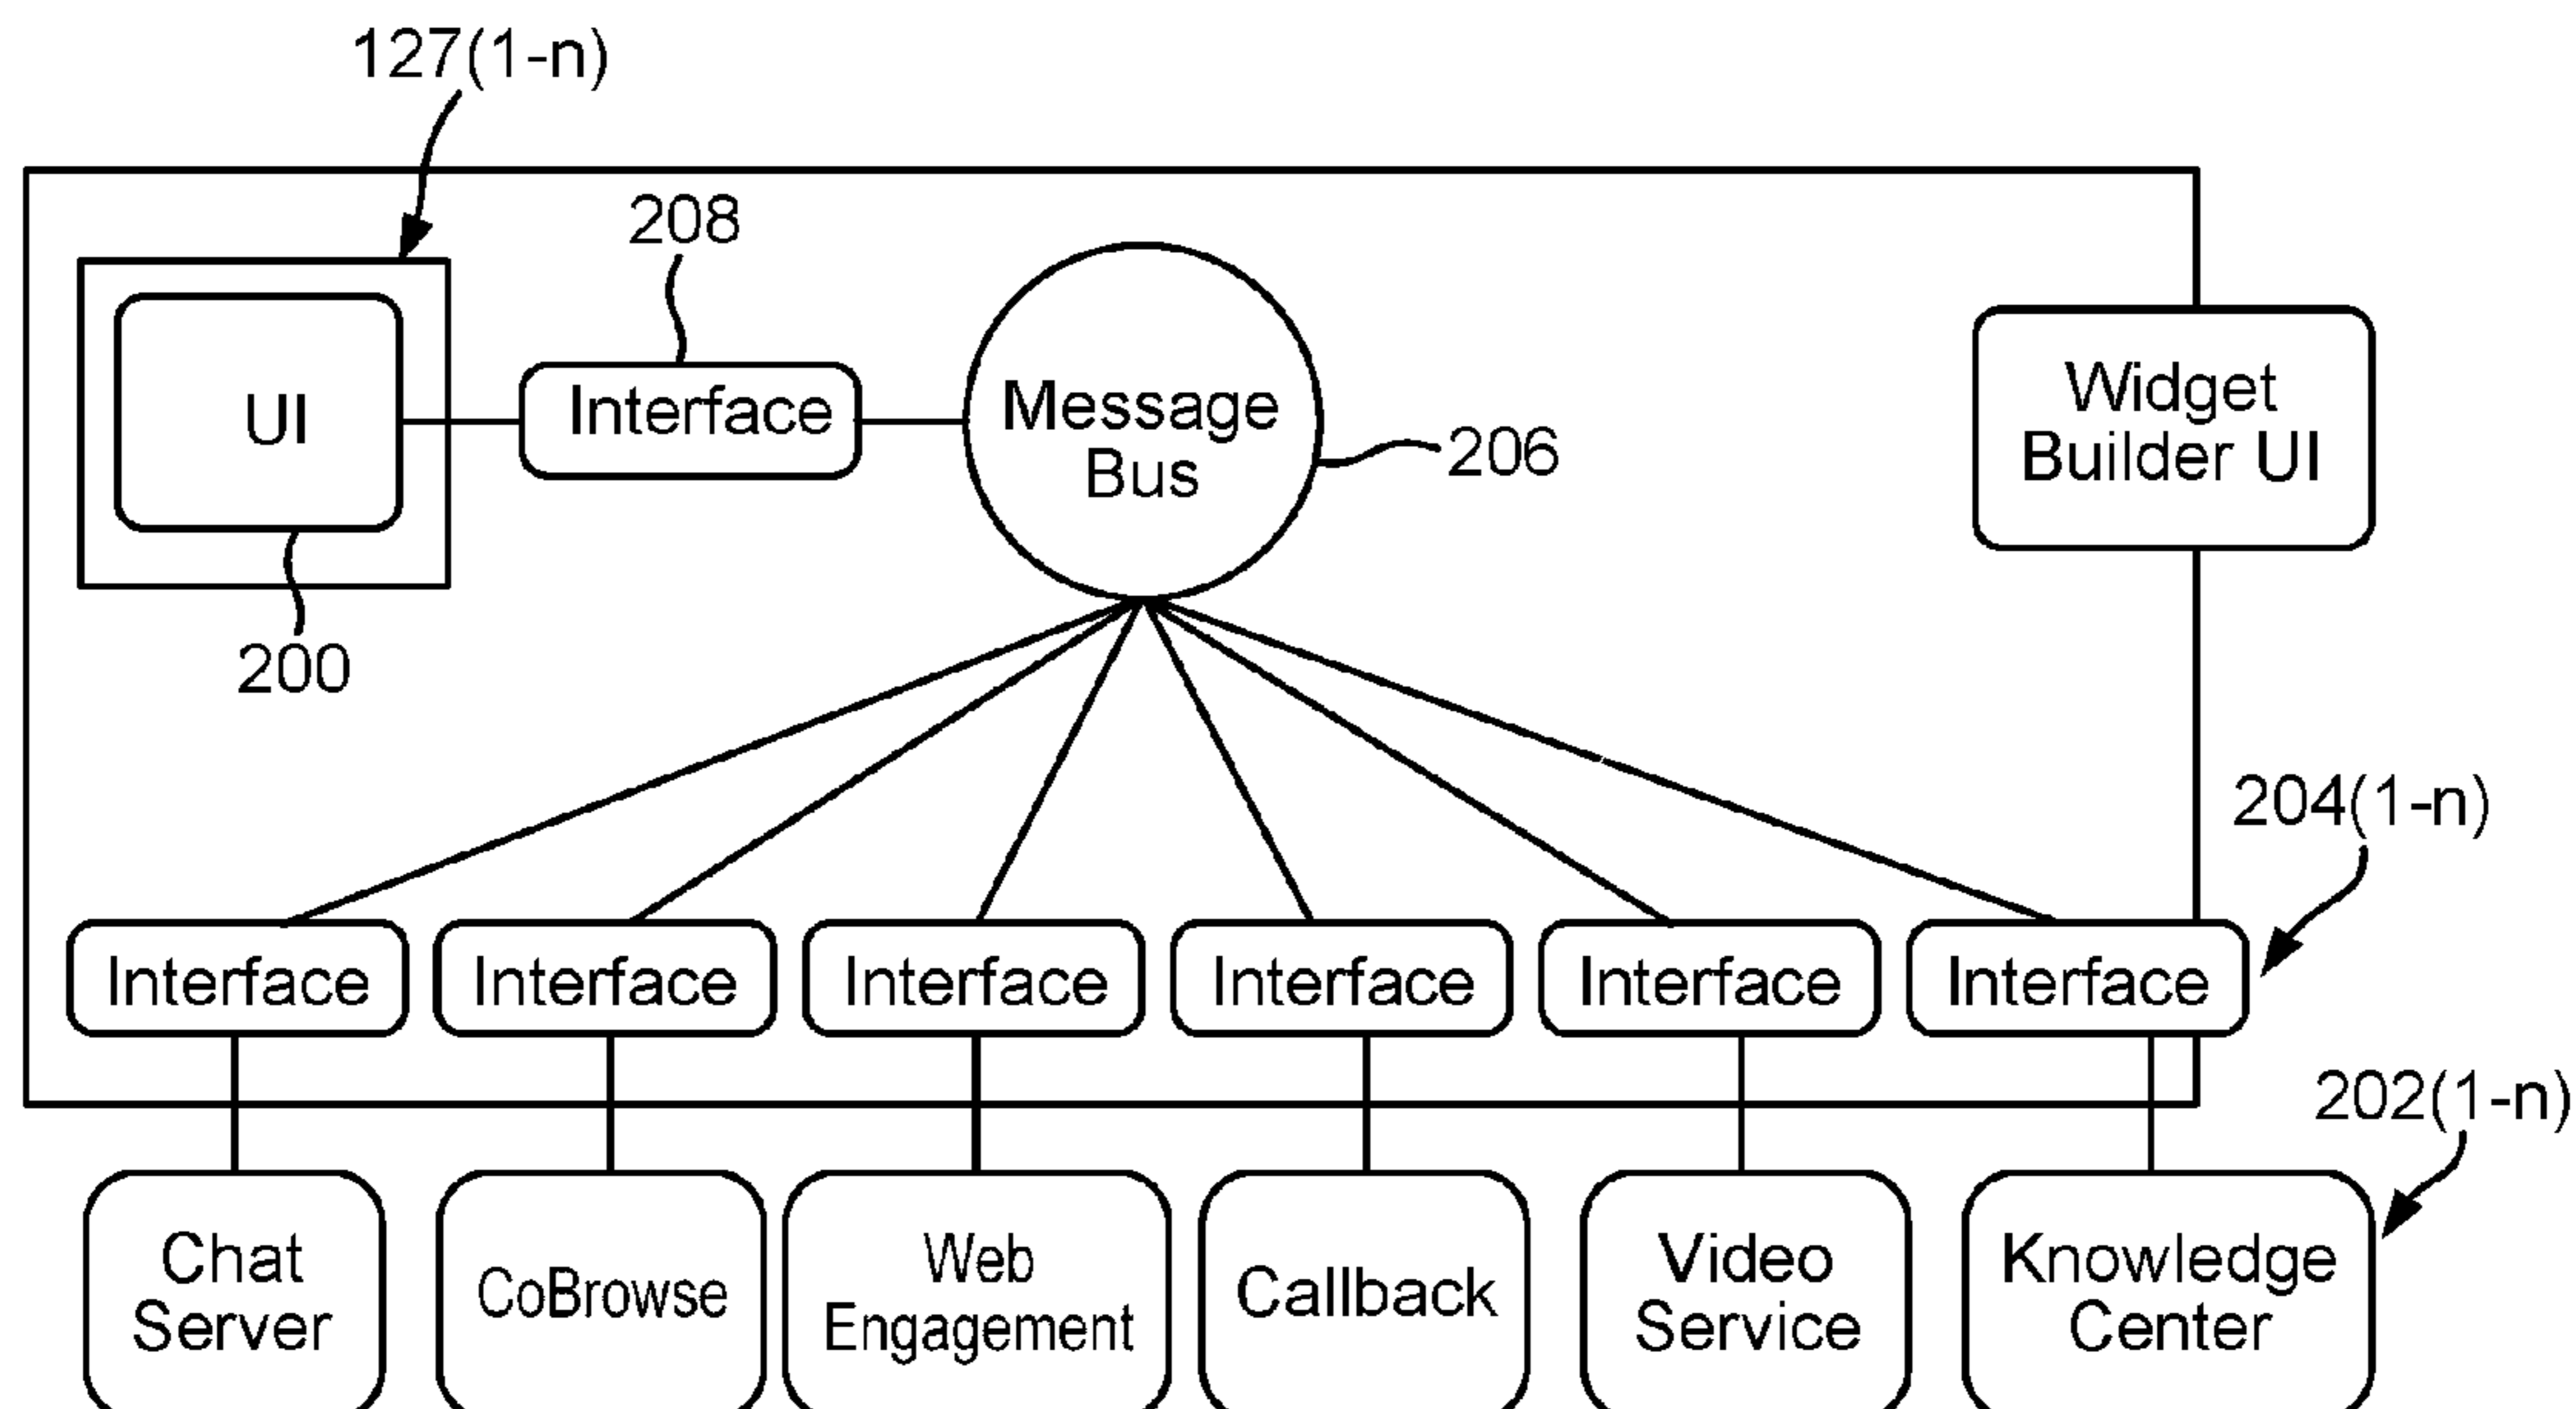 127(1-n)
208
UI
Interface
Message
Bus
206
Widget
Builder UI
200
204(1-n)
Interface
Interface
Interface
Interface
Interface
Interface
202(1-n)
Chat
Server
CoBrowse
Web
Engagement
Callback
Video
Service
Knowledge
Center